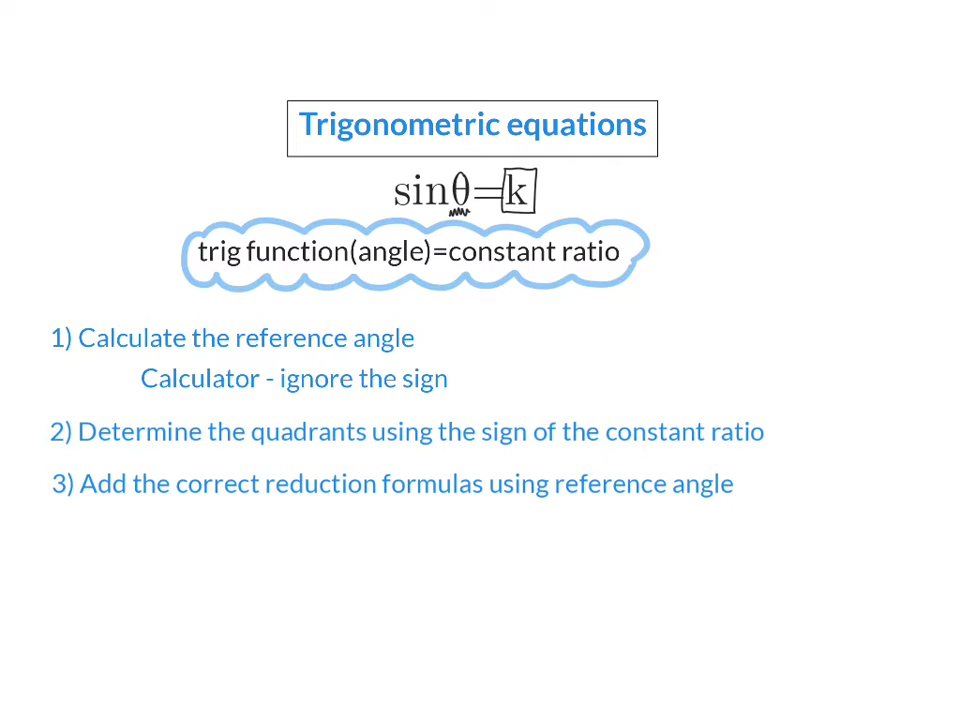 Trigonometric equations
sinθ=k
trig function(angle)=constant ratio
1) Calculate the reference angle
Calculator - ignore the sign
2) Determine the quadrants using the sign of the constant ratio
3) Add the correct reduction formulas using reference angle